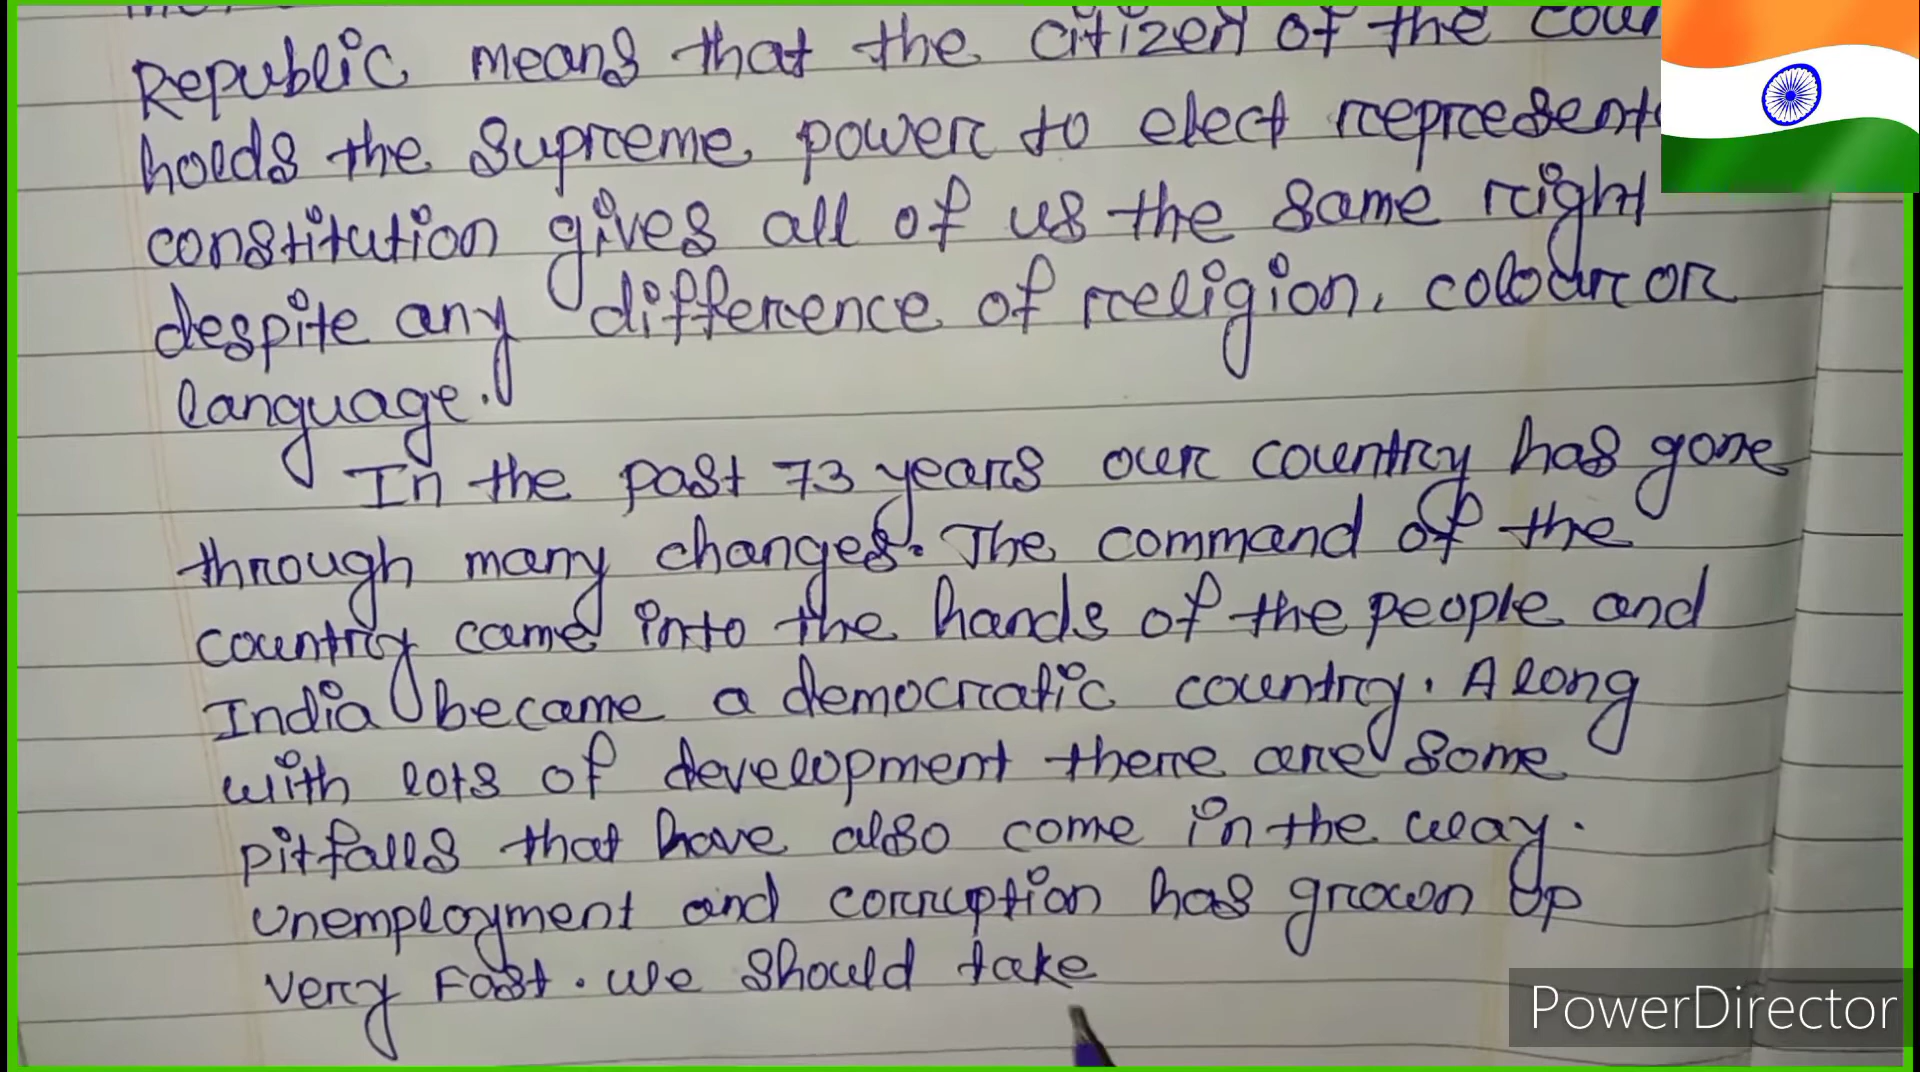 Republic means that the citizen of the coun
holds the supreme power to elect represent
constitution gives all of us the same right
despite any difference of religion, colour or
language.
In the past 73 years our country has gone
through many changes. The command of the
country came into the hands of the people and
India became a democratic country. Along
with lots of development there are some
pitfalls that have also come in the way.
Unemployment and corruption has grown up
very Fast. We should take
PowerDirector